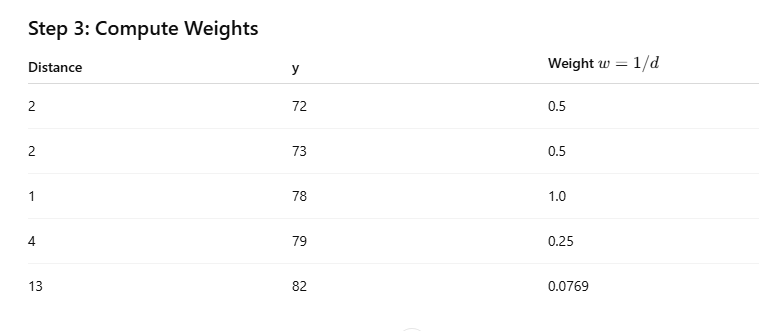 Step 3: Compute Weights
Distance y Weight w = 1/d
2 72 0.5
2 73 0.5
1 78 1.0
4 79 0.25
13 82 0.0769